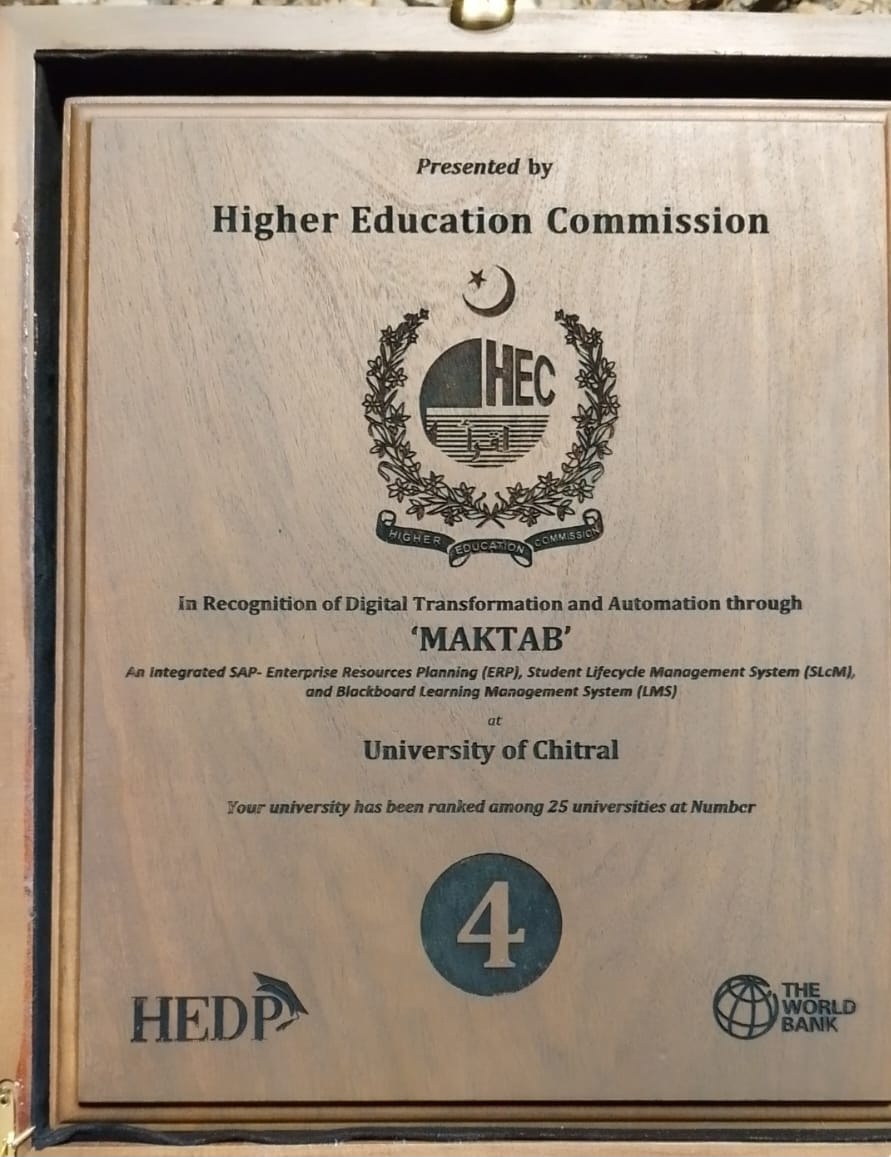 Presented by
Higher Education Commission
HEC
اقرأ
HIGHER EDUCATION COMMISSION
In Recognition of Digital Transformation and Automation through
‘MAKTAB’
An Integrated SAP- Enterprise Resources Planning (ERP), Student Lifecycle Management System (SLcM),
and Blackboard Learning Management System (LMS)
at
University of Chitral
Your university has been ranked among 25 universities at Number
4
HEDP
THE
WORLD
BANK